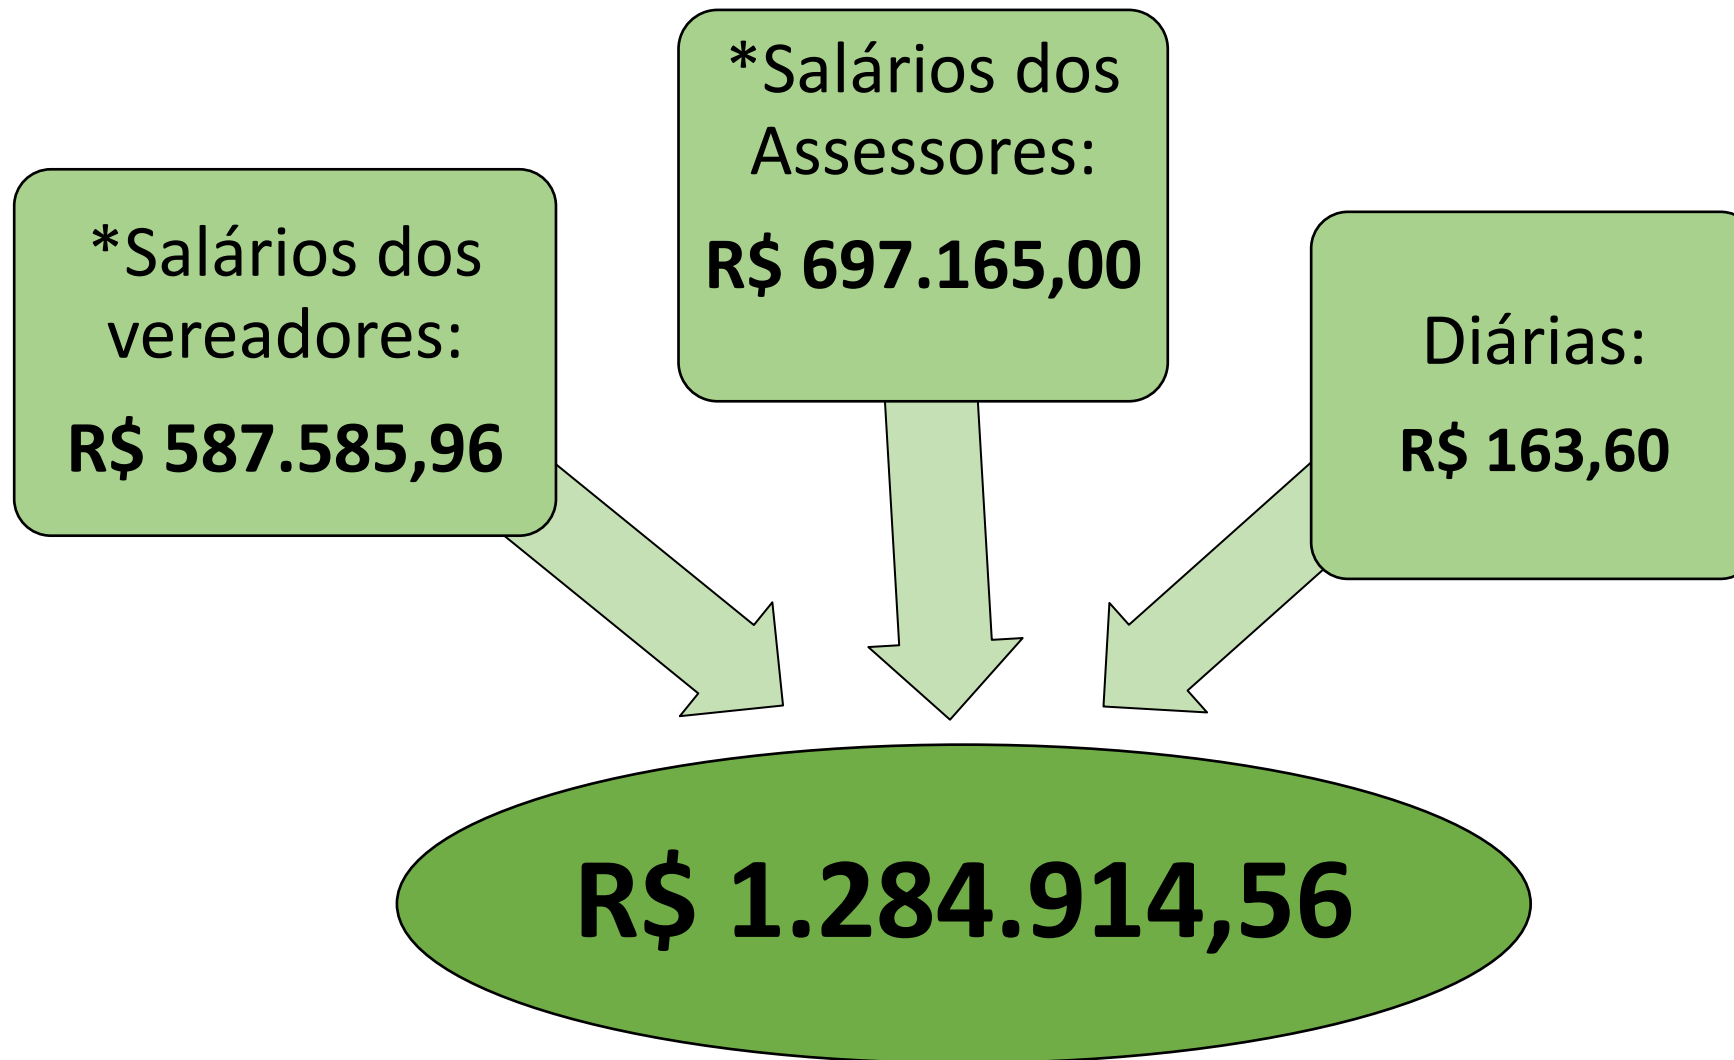 *Salários dos
vereadores:
R$ 587.585,96
*Salários dos
Assessores:
R$ 697.165,00
Diárias:
R$ 163,60
R$ 1.284.914,56